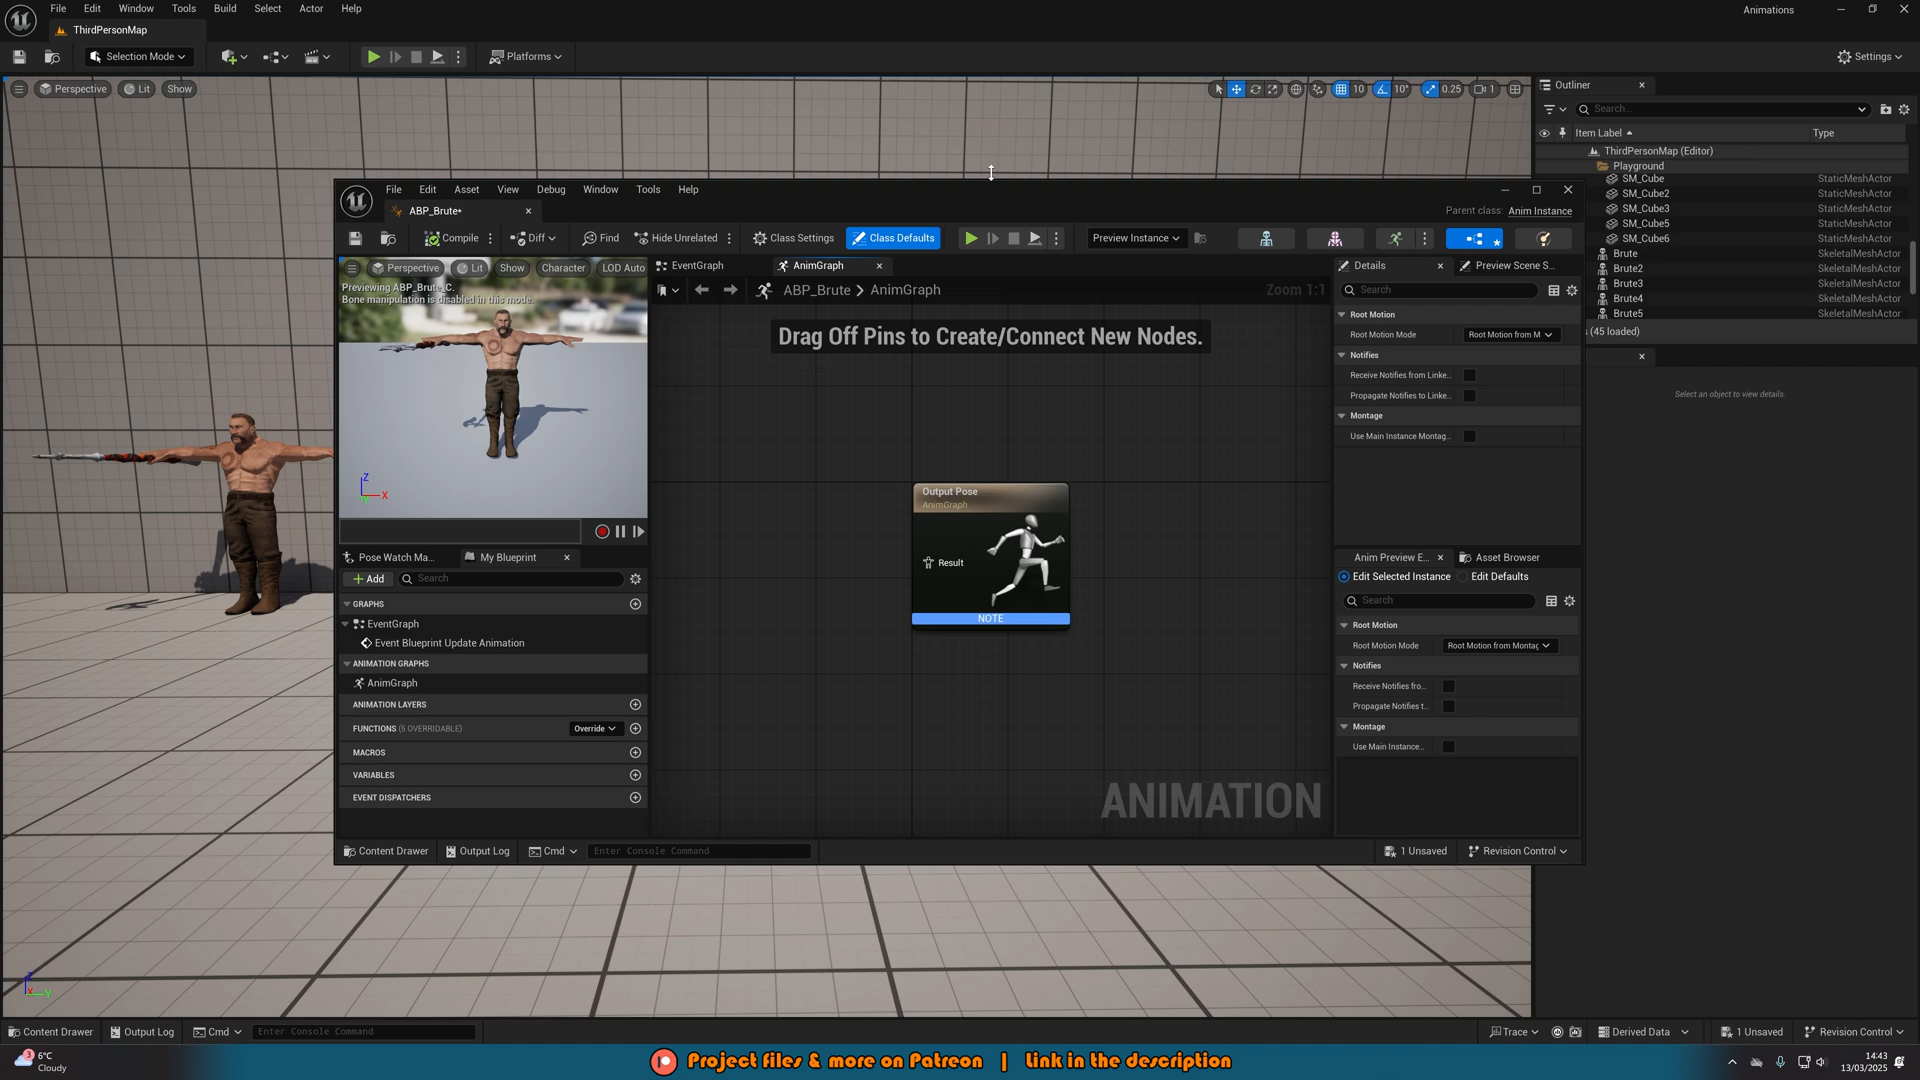 File Edit Window Tools Build Select Actor Help
Animations
ThirdPersonMap
Selection Mode
Platforms
Settings
Perspective
Lit
Show
10
10°
0.25
1
Outliner
Search...
Item Label
Type
ThirdPersonMap (Editor)
Playground
SM_Cube StaticMeshActor
SM_Cube2 StaticMeshActor
SM_Cube3 StaticMeshActor
SM_Cube5 StaticMeshActor
SM_Cube6 StaticMeshActor
Brute SkeletalMeshActor
Brute2 SkeletalMeshActor
Brute3 SkeletalMeshActor
Brute4 SkeletalMeshActor
Brute5 SkeletalMeshActor
(45 loaded)
Select an object to view details.
File Edit Asset View Debug Window Tools Help
ABP_Brute•
Parent class: Anim Instance
Compile
Diff
Find
Hide Unrelated
Class Settings
Class Defaults
Preview Instance
Perspective
Lit
Show
Character
LOD Auto
Previewing ABP_Brute_C.
Bone manipulation is disabled in this mode.
Z
X
EventGraph
AnimGraph
ABP_Brute > AnimGraph
Zoom 1:1
Drag Off Pins to Create/Connect New Nodes.
Output Pose
AnimGraph
Result
NOTE
ANIMATION
Pose Watch Ma...
My Blueprint
Add
Search
GRAPHS
EventGraph
Event Blueprint Update Animation
ANIMATION GRAPHS
AnimGraph
ANIMATION LAYERS
FUNCTIONS (5 OVERRIDABLE)
Override
MACROS
VARIABLES
EVENT DISPATCHERS
Details
Preview Scene S...
Search
Root Motion
Root Motion Mode
Root Motion from M
Notifies
Receive Notifies from Linke...
Propagate Notifies to Linke...
Montage
Use Main Instance Montag...
Anim Preview E...
Asset Browser
Edit Selected Instance
Edit Defaults
Search
Root Motion
Root Motion Mode
Root Motion from Montag
Notifies
Receive Notifies fro...
Propagate Notifies t...
Montage
Use Main Instance...
Content Drawer
Output Log
Cmd
Enter Console Command
1 Unsaved
Revision Control
Content Drawer
Output Log
Cmd
Enter Console Command
Trace
Derived Data
1 Unsaved
Revision Control
3
6°C
Cloudy
Project files & more on Patreon | Link in the description
14:43
13/03/2025